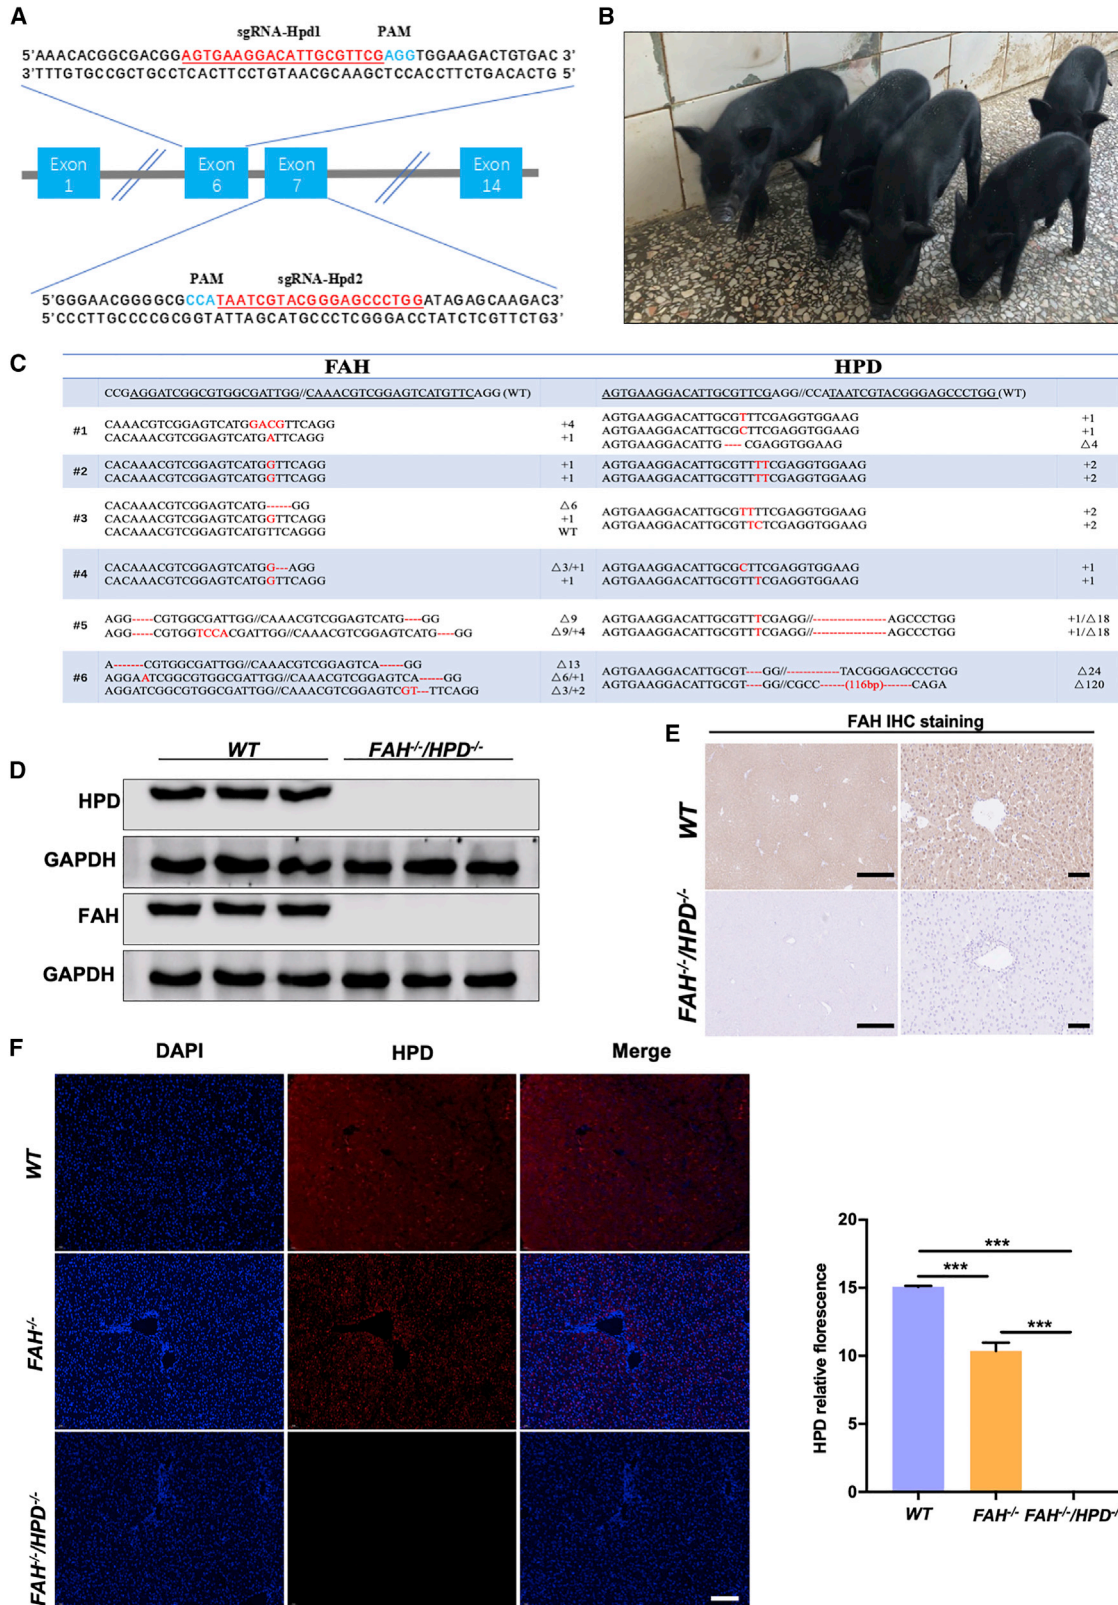 A
sgRNA-Hpd1 PAM
5'AAACACGGCGACGGAGTGAAGGACATTGCGTTCGAGGTGGAAGACTGTGAC 3'
3'TTTGTGCCGCTGCCTCACTTCCTGTAACGCAAGCTCCACCTTCTGACACTG 5'
Exon 1
Exon 6
Exon 7
Exon 14
PAM sgRNA-Hpd2
5'GGGAACGGGGCGCCATAATCGTACGGGAGCCCTGGATAGAGCAAGAC3'
5'CCCTTGCCCCGCGGTATTAGCATGCCCTCGGGACCTATCTCGTTCTG3'
B
C
FAH HPD
CCGAGGATCGGCGTGGCGATTGG//CAAACGTCGGAGTCATGTTCAGG (WT) AGTGAAGGACATTGCGTTCGAGG//CCATAATCGTACGGGAGCCCTGG (WT)
#1
CAAACGTCGGAGTCATGGACGTTCAGG +4
CACAAACGTCGGAGTCATGATTCAGG +1
AGTGAAGGACATTGCGTTTCGAGGTGGAAG +1
AGTGAAGGACATTGCGCTTCGAGGTGGAAG +1
AGTGAAGGACATTG----CGAGGTGGAAG △4
#2
CACAAACGTCGGAGTCATGGTTCAGG +1
CACAAACGTCGGAGTCATGGTTCAGG +1
AGTGAAGGACATTGCGTTTTCGAGGTGGAAG +2
AGTGAAGGACATTGCGTTTTCGAGGTGGAAG +2
#3
CACAAACGTCGGAGTCATG------GG △6
CACAAACGTCGGAGTCATGGTTCAGG +1
CACAAACGTCGGAGTCATGTTCAGGG WT
AGTGAAGGACATTGCGTTTTCGAGGTGGAAG +2
AGTGAAGGACATTGCGTTCTCGAGGTGGAAG +2
#4
CACAAACGTCGGAGTCATGG---AGG △3/+1
CACAAACGTCGGAGTCATGGTTCAGG +1
AGTGAAGGACATTGCGCTTCGAGGTGGAAG +1
AGTGAAGGACATTGCGTTTCGAGGTGGAAG +1
#5
AGG-----CGTGGCGATTGG//CAAACGTCGGAGTCATG----GG △9
AGG-----CGTGGTCCACGATTGG//CAAACGTCGGAGTCATG----GG △9/+4
AGTGAAGGACATTGCGTTTCGAGG//------------------AGCCCTGG +1/△18
AGTGAAGGACATTGCGTTTCGAGG//------------------AGCCCTGG +1/△18
#6
A-------CGTGGCGATTGG//CAAACGTCGGAGTCA------GG △13
AGGAATCGGCGTGGCGATTGG//CAAACGTCGGAGTCA------GG △6/+1
AGGATCGGCGTGGCGATTGG//CAAACGTCGGAGTCGT---TTCAGG △3/+2
AGTGAAGGACATTGCGT----GG//-------------TACGGGAGCCCTGG △24
AGTGAAGGACATTGCGT----GG//CGCC------(116bp)-------CAGA △120
D
WT FAH-/-/HPD-/-
HPD
GAPDH
FAH
GAPDH
E
FAH IHC staining
WT
FAH-/-/HPD-/-
F
DAPI HPD Merge
WT
FAH-/-
FAH-/-/HPD-/-
HPD relative florescence
20
15
10
5
0
***
***
***
WT FAH-/- FAH-/-/HPD-/-